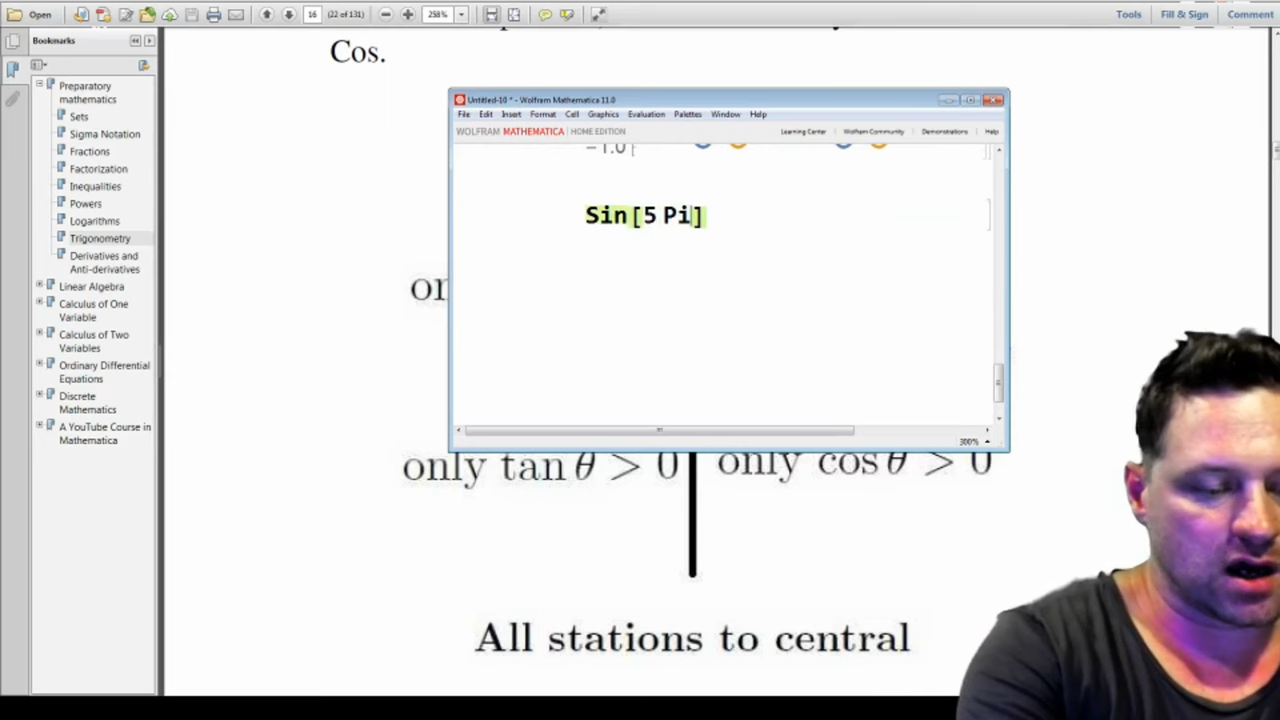 Open
16
(22 of 131)
258%
Tools
Fill & Sign
Comment
Bookmarks
Preparatory
mathematics
Sets
Sigma Notation
Fractions
Factorization
Inequalities
Powers
Logarithms
Trigonometry
Derivatives and
Anti-derivatives
Linear Algebra
Calculus of One
Variable
Calculus of Two
Variables
Ordinary Differential
Equations
Discrete
Mathematics
A YouTube Course in
Mathematica
Cos.
Untitled-10 * - Wolfram Mathematica 11.0
File Edit Insert Format Cell Graphics Evaluation Palettes Window Help
WOLFRAM MATHEMATICA | HOME EDITION
Learning Center | Wolfram Community | Demonstrations | Help
-1.0
Sin[5 Pi]
300%
only tan θ > 0
only cos θ > 0
All stations to central